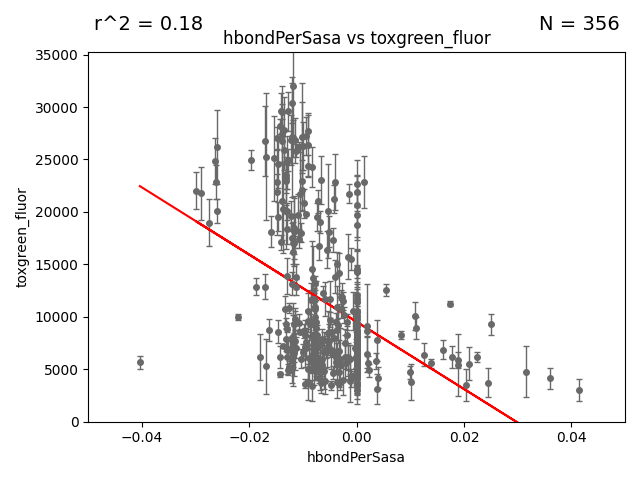 r^2 = 0.18
N = 356
hbondPerSasa vs toxgreen_fluor
35000
30000
25000
20000
15000
10000
5000
0
toxgreen_fluor
−0.04
−0.02
0.00
0.02
0.04
hbondPerSasa